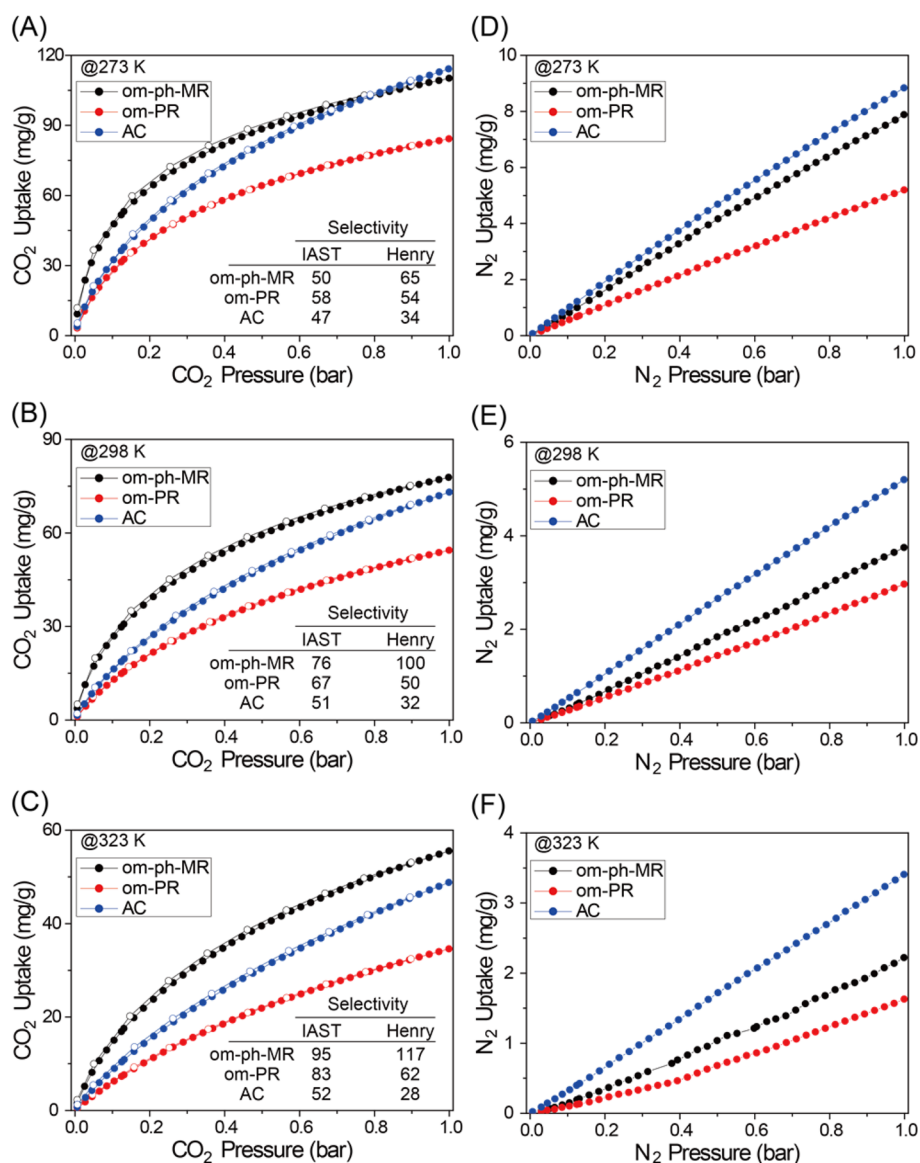 (A)
@273 K
om-ph-MR
om-PR
AC
120
90
60
30
0
CO₂ Uptake (mg/g)
Selectivity
IAST Henry
om-ph-MR 50 65
om-PR 58 54
AC 47 34
0.0 0.2 0.4 0.6 0.8 1.0
CO₂ Pressure (bar)
(D)
@273 K
om-ph-MR
om-PR
AC
10
8
6
4
2
0
N₂ Uptake (mg/g)
0.0 0.2 0.4 0.6 0.8 1.0
N₂ Pressure (bar)
(B)
@298 K
om-ph-MR
om-PR
AC
90
60
30
0
CO₂ Uptake (mg/g)
Selectivity
IAST Henry
om-ph-MR 76 100
om-PR 67 50
AC 51 32
0.0 0.2 0.4 0.6 0.8 1.0
CO₂ Pressure (bar)
(E)
@298 K
om-ph-MR
om-PR
AC
6
4
2
0
N₂ Uptake (mg/g)
0.0 0.2 0.4 0.6 0.8 1.0
N₂ Pressure (bar)
(C)
@323 K
om-ph-MR
om-PR
AC
60
40
20
0
CO₂ Uptake (mg/g)
Selectivity
IAST Henry
om-ph-MR 95 117
om-PR 83 62
AC 52 28
0.0 0.2 0.4 0.6 0.8 1.0
CO₂ Pressure (bar)
(F)
@323 K
om-ph-MR
om-PR
AC
4
3
2
1
0
N₂ Uptake (mg/g)
0.0 0.2 0.4 0.6 0.8 1.0
N₂ Pressure (bar)